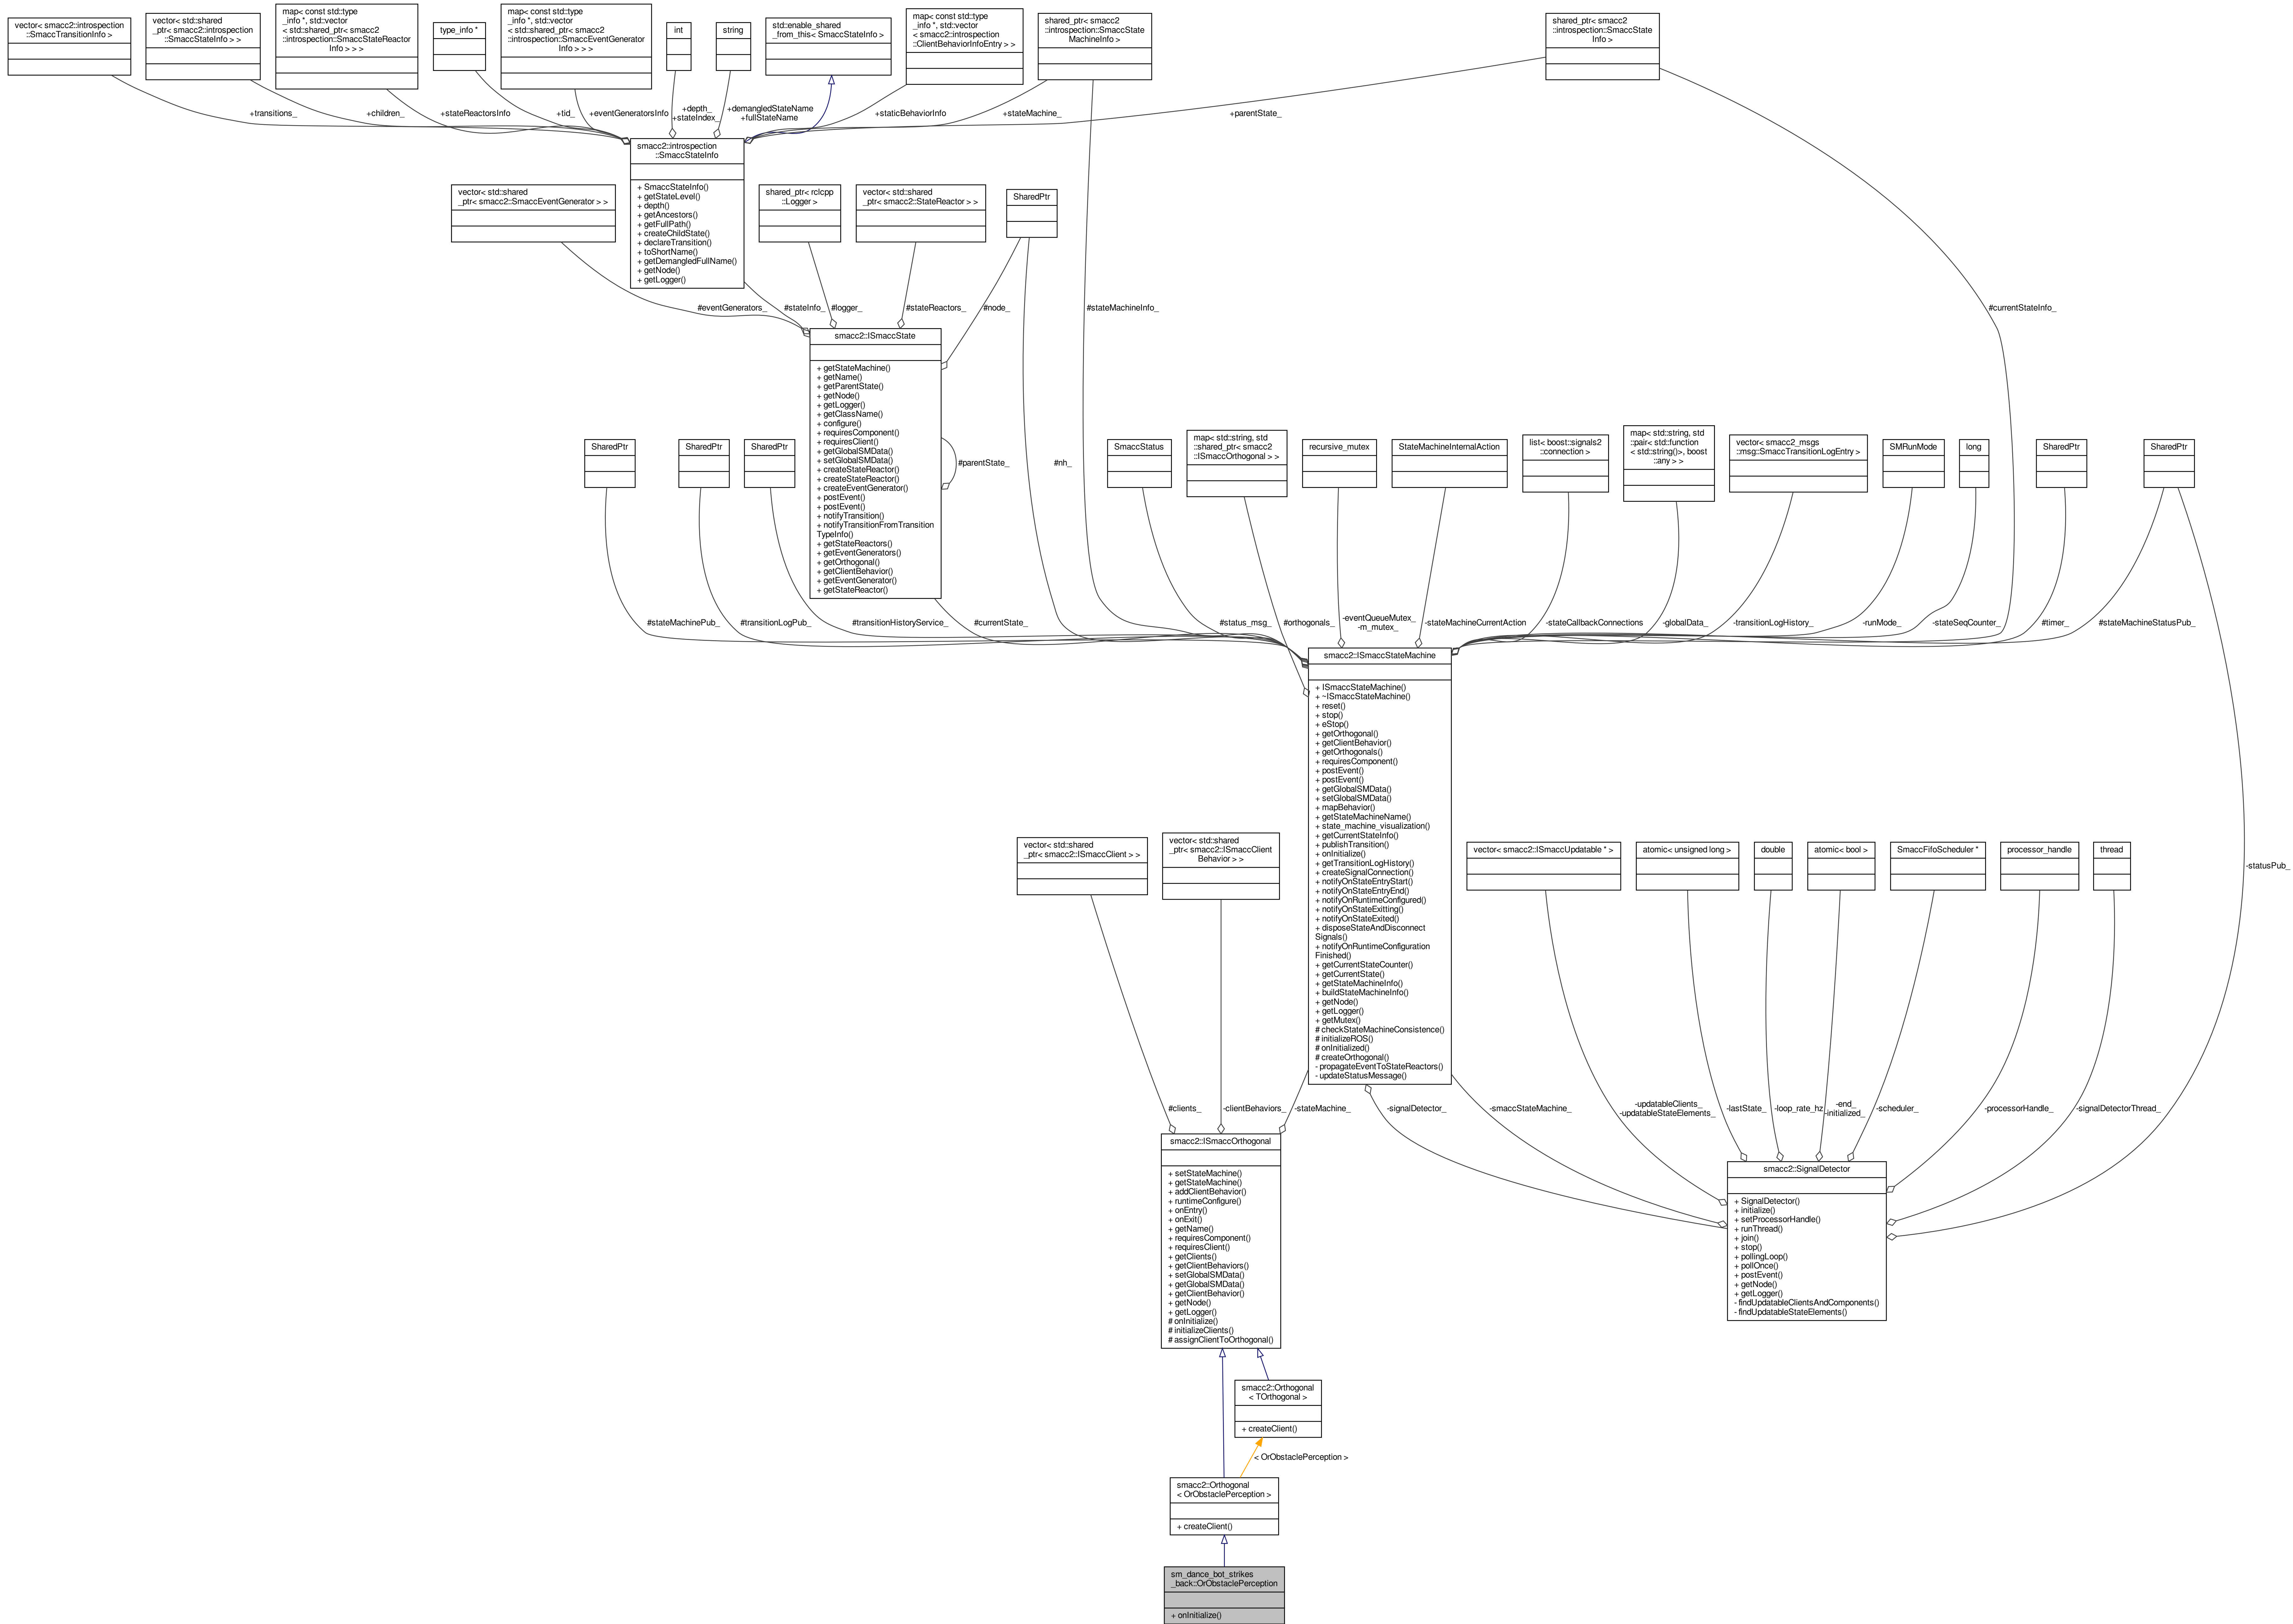 vector< smacc2::introspection
::SmaccTransitionInfo >
vector< std::shared
_ptr< smacc2::introspection
::SmaccStateInfo > >
map< const std::type
_info *, std::vector
< std::shared_ptr< smacc2
::introspection::SmaccStateReactor
Info > > >
type_info *
map< const std::type
_info *, std::vector
< std::shared_ptr< smacc2
::introspection::SmaccEventGenerator
Info > > >
int
string
std::enable_shared
_from_this< SmaccStateInfo >
map< const std::type
_info *, std::vector
< smacc2::introspection
::ClientBehaviorInfoEntry > >
shared_ptr< smacc2
::introspection::SmaccState
MachineInfo >
shared_ptr< smacc2
::introspection::SmaccState
Info >
+transitions_
+children_
+stateReactorsInfo
+tid_
+eventGeneratorsInfo
+depth_
+stateIndex_
+demangledStateName
+fullStateName
+staticBehaviorInfo
+stateMachine_
+parentState_
smacc2::introspection
::SmaccStateInfo
+ SmaccStateInfo()
+ getStateLevel()
+ depth()
+ getAncestors()
+ getFullPath()
+ createChildState()
+ declareTransition()
+ toShortName()
+ getDemangledFullName()
+ getNode()
+ getLogger()
vector< std::shared
_ptr< smacc2::SmaccEventGenerator > >
shared_ptr< rclcpp
::Logger >
vector< std::shared
_ptr< smacc2::StateReactor > >
SharedPtr
#eventGenerators_
#stateInfo_
#logger_
#stateReactors_
#node_
#stateMachineInfo_
#currentStateInfo_
smacc2::ISmaccState
+ getStateMachine()
+ getName()
+ getParentState()
+ getNode()
+ getLogger()
+ getClassName()
+ configure()
+ requiresComponent()
+ requiresClient()
+ getGlobalSMData()
+ setGlobalSMData()
+ createStateReactor()
+ createStateReactor()
+ createEventGenerator()
+ postEvent()
+ postEvent()
+ notifyTransition()
+ notifyTransitionFromTransition
TypeInfo()
+ getStateReactors()
+ getEventGenerators()
+ getOrthogonal()
+ getClientBehavior()
+ getEventGenerator()
+ getStateReactor()
#parentState_
#nh_
SharedPtr
SharedPtr
SharedPtr
SmaccStatus
map< std::string, std
::shared_ptr< smacc2
::ISmaccOrthogonal > >
recursive_mutex
StateMachineInternalAction
list< boost::signals2
::connection >
map< std::string, std
::pair< std::function
< std::string()>, boost
::any > >
vector< smacc2_msgs
::msg::SmaccTransitionLogEntry >
SMRunMode
long
SharedPtr
SharedPtr
#stateMachinePub_
#transitionLogPub_
#transitionHistoryService_
#currentState_
#status_msg_
#orthogonals_
-eventQueueMutex_
-m_mutex_
-stateMachineCurrentAction
-stateCallbackConnections
-globalData_
-transitionLogHistory_
-runMode_
-stateSeqCounter_
#timer_
#stateMachineStatusPub_
smacc2::ISmaccStateMachine
+ ISmaccStateMachine()
+ ~ISmaccStateMachine()
+ reset()
+ stop()
+ eStop()
+ getOrthogonal()
+ getClientBehavior()
+ getOrthogonals()
+ requiresComponent()
+ postEvent()
+ postEvent()
+ getGlobalSMData()
+ setGlobalSMData()
+ mapBehavior()
+ getStateMachineName()
+ state_machine_visualization()
+ getCurrentStateInfo()
+ publishTransition()
+ onInitialize()
+ getTransitionLogHistory()
+ createSignalConnection()
+ notifyOnStateEntryStart()
+ notifyOnStateEntryEnd()
+ notifyOnRuntimeConfigured()
+ notifyOnStateExitting()
+ notifyOnStateExited()
+ disposeStateAndDisconnect
Signals()
+ notifyOnRuntimeConfiguration
Finished()
+ getCurrentStateCounter()
+ getCurrentState()
+ getStateMachineInfo()
+ buildStateMachineInfo()
+ getNode()
+ getLogger()
+ getMutex()
# checkStateMachineConsistence()
# initializeROS()
# onInitialized()
# createOrthogonal()
- propagateEventToStateReactors()
- updateStatusMessage()
vector< std::shared
_ptr< smacc2::ISmaccClient > >
vector< std::shared
_ptr< smacc2::ISmaccClient
Behavior > >
vector< smacc2::ISmaccUpdatable * >
atomic< unsigned long >
double
atomic< bool >
SmaccFifoScheduler *
processor_handle
thread
-statusPub_
#clients_
-clientBehaviors_
-stateMachine_
-signalDetector_
-smaccStateMachine_
-updatableClients_
-updatableStateElements_
-lastState_
-loop_rate_hz
-end_
-initialized_
-scheduler_
-processorHandle_
-signalDetectorThread_
smacc2::ISmaccOrthogonal
+ setStateMachine()
+ getStateMachine()
+ addClientBehavior()
+ runtimeConfigure()
+ onEntry()
+ onExit()
+ getName()
+ requiresComponent()
+ requiresClient()
+ getClients()
+ getClientBehaviors()
+ setGlobalSMData()
+ getGlobalSMData()
+ getClientBehavior()
+ getNode()
+ getLogger()
# onInitialize()
# initializeClients()
# assignClientToOrthogonal()
smacc2::SignalDetector
+ SignalDetector()
+ initialize()
+ setProcessorHandle()
+ runThread()
+ join()
+ stop()
+ pollingLoop()
+ pollOnce()
+ postEvent()
+ getNode()
+ getLogger()
- findUpdatableClientsAndComponents()
- findUpdatableStateElements()
smacc2::Orthogonal
< TOrthogonal >
+ createClient()
< OrObstaclePerception >
smacc2::Orthogonal
< OrObstaclePerception >
+ createClient()
sm_dance_bot_strikes
_back::OrObstaclePerception
+ onInitialize()